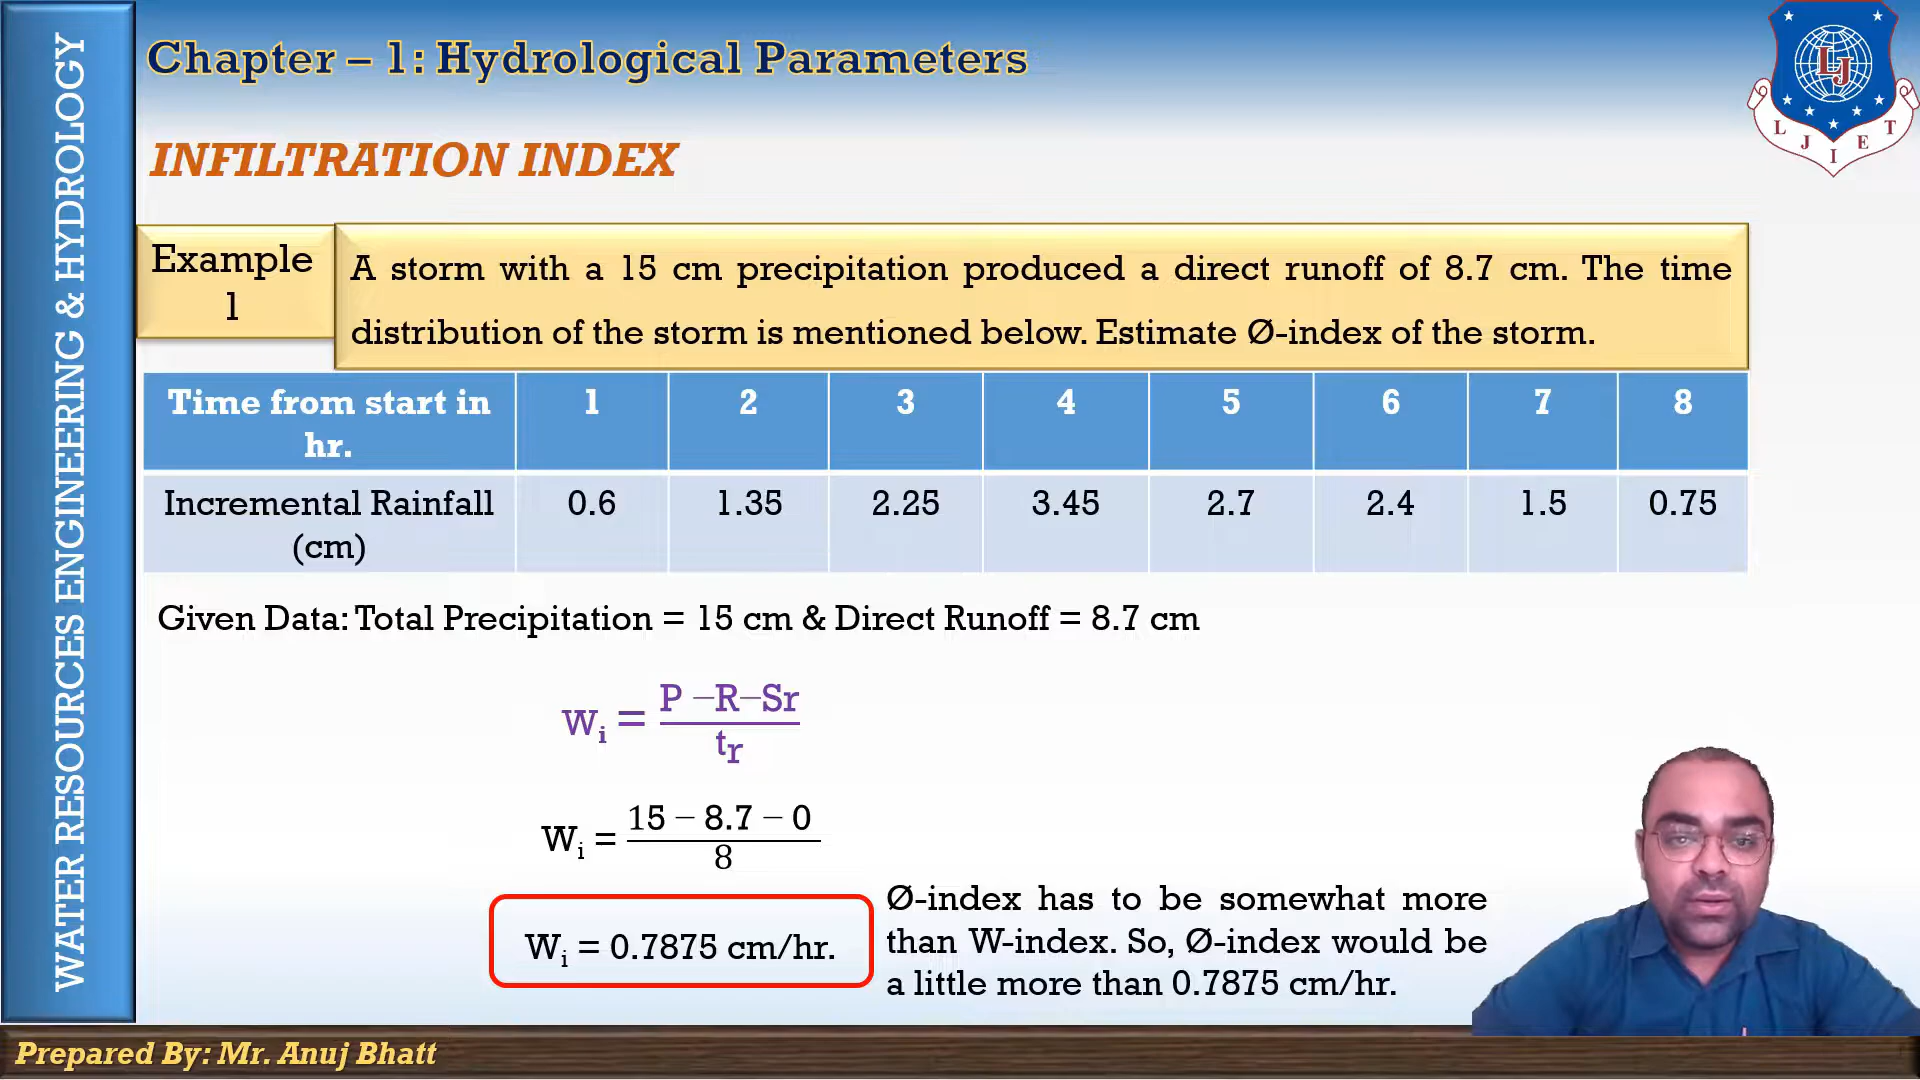 WATER RESOURCES ENGINEERING & HYDROLOGY
Chapter – 1: Hydrological Parameters
L J I E T
LJ
INFILTRATION INDEX
Example
1
A storm with a 15 cm precipitation produced a direct runoff of 8.7 cm. The time
distribution of the storm is mentioned below. Estimate Ø-index of the storm.
Time from start in hr. 1 2 3 4 5 6 7 8
Incremental Rainfall (cm) 0.6 1.35 2.25 3.45 2.7 2.4 1.5 0.75
Given Data: Total Precipitation = 15 cm & Direct Runoff = 8.7 cm
Wi = P –R–Sr / tr
Wi = 15 – 8.7 – 0 / 8
Wi = 0.7875 cm/hr.
Ø-index has to be somewhat more
than W-index. So, Ø-index would be
a little more than 0.7875 cm/hr.
Prepared By: Mr. Anuj Bhatt